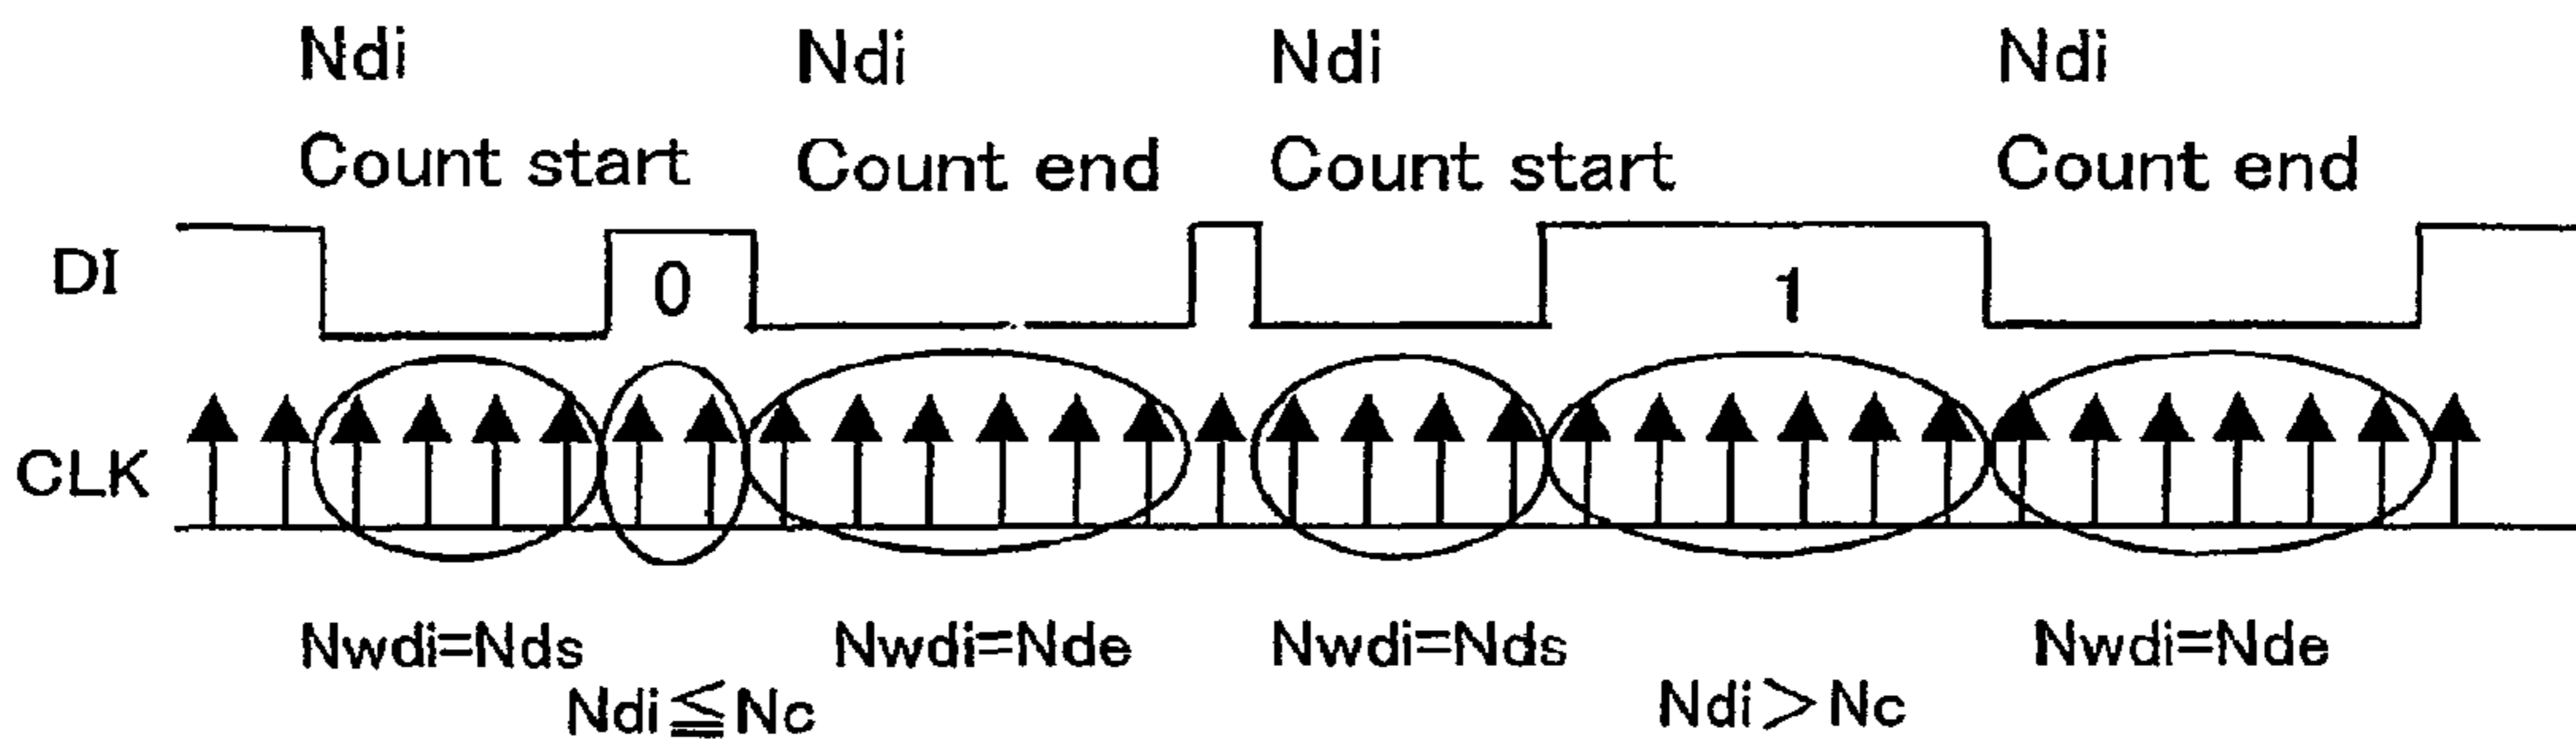 Ndi Ndi Ndi Ndi
Count start Count end Count start Count end
DI 0 1
CLK
Nwdi=Nds Nwdi=Nde Nwdi=Nds Nwdi=Nde
Ndi≦Nc Ndi>Nc